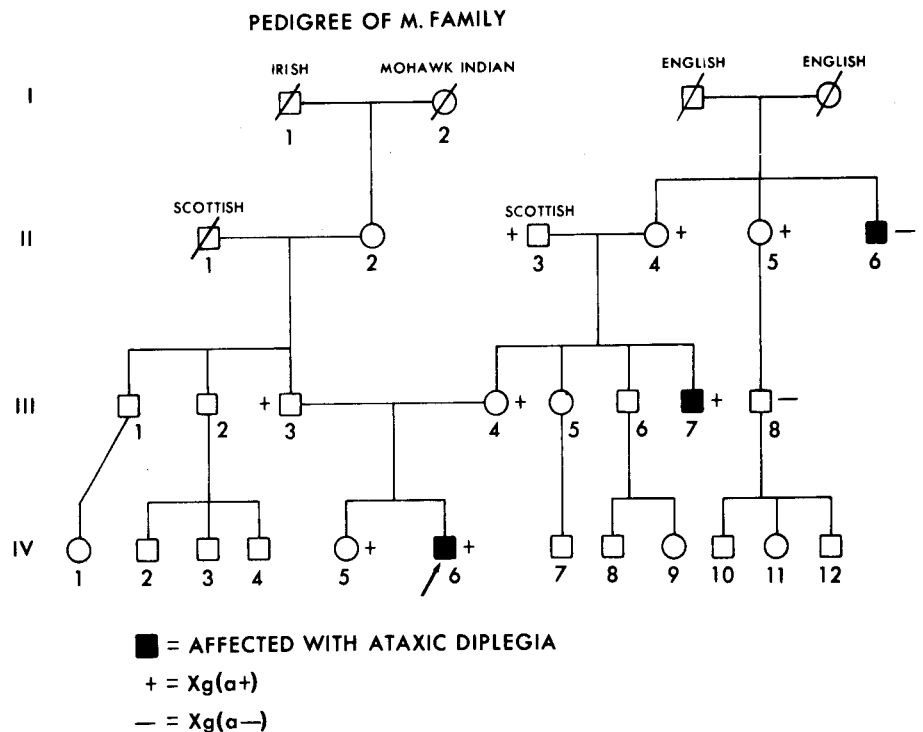 PEDIGREE OF M. FAMILY
IRISH MOHAWK INDIAN ENGLISH ENGLISH
I
1 2
SCOTTISH SCOTTISH
II + + + —
1 2 3 4 5 6
III + + + —
1 2 3 4 5 6 7 8
IV + +
1 2 3 4 5 6 7 8 9 10 11 12
= AFFECTED WITH ATAXIC DIPLEGIA
+ = Xg(a+)
— = Xg(a—)